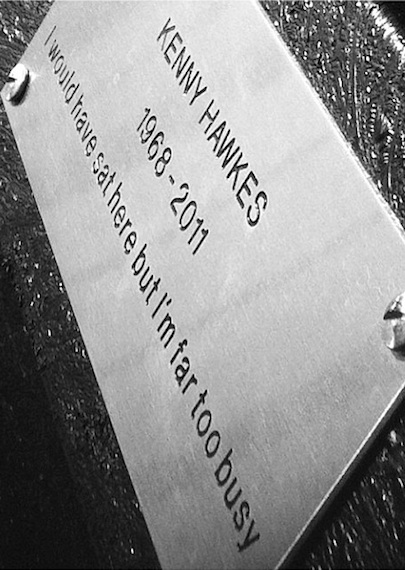 KENNY HAWKES
1968 - 2011
I would have sat here but I'm far too busy